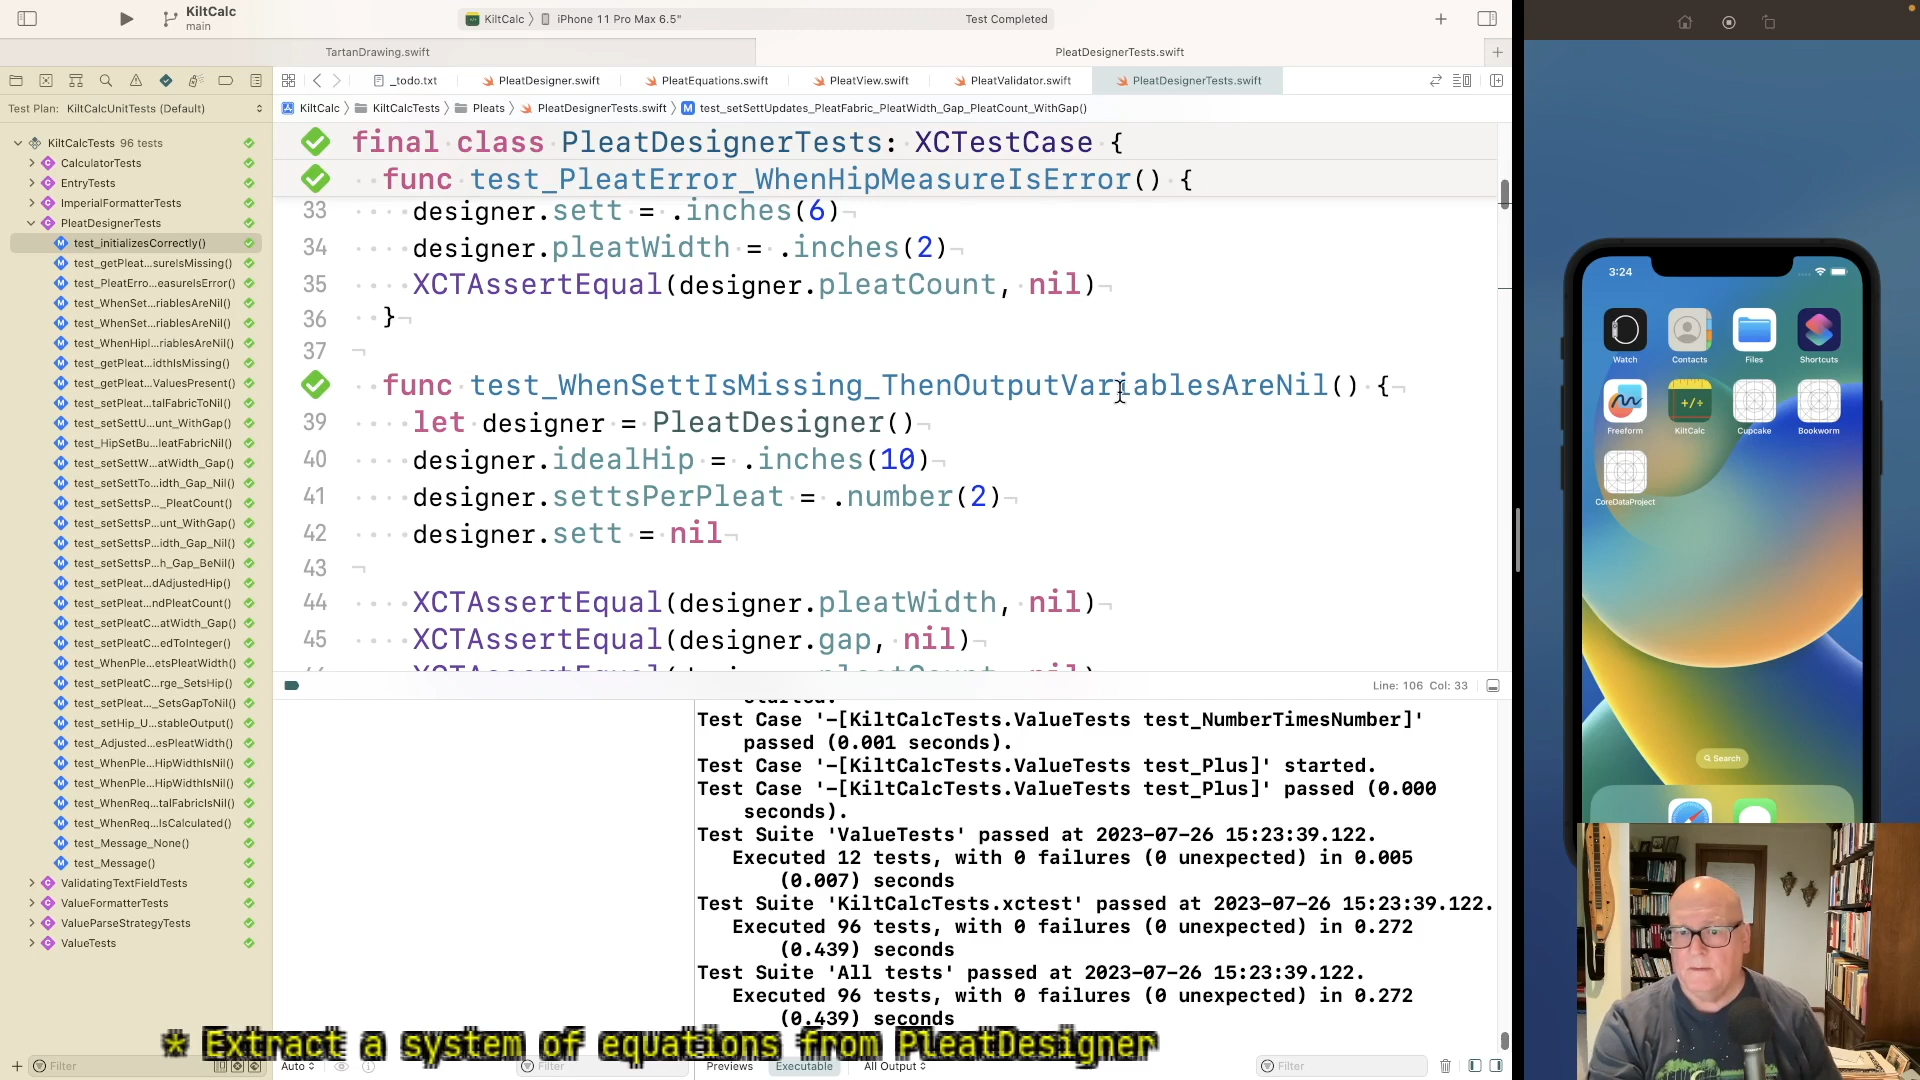 KiltCalc
main
KiltCalc
iPhone 11 Pro Max 6.5"
Test Completed
TartanDrawing.swift
PleatDesignerTests.swift
_todo.txt
PleatDesigner.swift
PleatEquations.swift
PleatView.swift
PleatValidator.swift
PleatDesignerTests.swift
Test Plan: KiltCalcUnitTests (Default)
KiltCalc
KiltCalcTests
Pleats
PleatDesignerTests.swift
M test_setSettUpdates_PleatFabric_PleatWidth_Gap_PleatCount_WithGap()
KiltCalcTests 96 tests
CalculatorTests
EntryTests
ImperialFormatterTests
PleatDesignerTests
test_initializesCorrectly()
test_getPleat...sureIsMissing()
test_PleatErro...easureIsError()
test_WhenSet...riablesAreNil()
test_WhenSet...riablesAreNil()
test_WhenHipI...riablesAreNil()
test_getPleat...idthIsMissing()
test_getPleat...ValuesPresent()
test_setPleat...talFabricToNil()
test_setSettU...unt_WithGap()
test_HipSetBu...leatFabricNil()
test_setSettW...atWidth_Gap()
test_setSettTo...idth_Gap_Nil()
test_setSettsP..._PleatCount()
test_setSettsP...unt_WithGap()
test_setSettsP...idth_Gap_Nil()
test_setSettsP...h_Gap_BeNil()
test_setPleat...dAdjustedHip()
test_setPleat...ndPleatCount()
test_setPleatC...atWidth_Gap()
test_setPleatC...edToInteger()
test_WhenPle...etsPleatWidth()
test_setPleatC...rge_SetsHip()
test_setPleat..._SetsGapToNil()
test_setHip_U...stableOutput()
test_Adjusted...esPleatWidth()
test_WhenPle...HipWidthIsNil()
test_WhenPle...HipWidthIsNil()
test_WhenReq...talFabricIsNil()
test_WhenReq...IsCalculated()
test_Message_None()
test_Message()
ValidatingTextFieldTests
ValueFormatterTests
ValueParseStrategyTests
ValueTests
Filter
final class PleatDesignerTests: XCTestCase {
func test_PleatError_WhenHipMeasureIsError() {
33 designer.sett = .inches(6)
34 designer.pleatWidth = .inches(2)
35 XCTAssertEqual(designer.pleatCount, nil)
36 }
37
func test_WhenSettIsMissing_ThenOutputVariablesAreNil() {
39 let designer = PleatDesigner()
40 designer.idealHip = .inches(10)
41 designer.settsPerPleat = .number(2)
42 designer.sett = nil
43
44 XCTAssertEqual(designer.pleatWidth, nil)
45 XCTAssertEqual(designer.gap, nil)
Line: 106 Col: 33
started.
Test Case '-[KiltCalcTests.ValueTests test_NumberTimesNumber]'
passed (0.001 seconds).
Test Case '-[KiltCalcTests.ValueTests test_Plus]' started.
Test Case '-[KiltCalcTests.ValueTests test_Plus]' passed (0.000
seconds).
Test Suite 'ValueTests' passed at 2023-07-26 15:23:39.122.
Executed 12 tests, with 0 failures (0 unexpected) in 0.005
(0.007) seconds
Test Suite 'KiltCalcTests.xctest' passed at 2023-07-26 15:23:39.122.
Executed 96 tests, with 0 failures (0 unexpected) in 0.272
(0.439) seconds
Test Suite 'All tests' passed at 2023-07-26 15:23:39.122.
Executed 96 tests, with 0 failures (0 unexpected) in 0.272
(0.439) seconds
* Extract a system of equations from PleatDesigner
Auto
Filter
Previews
Executable
All Output
Filter
3:24
Watch
Contacts
Files
Shortcuts
Freeform
+/÷
KiltCalc
Cupcake
Bookworm
CoreDataProject
Search